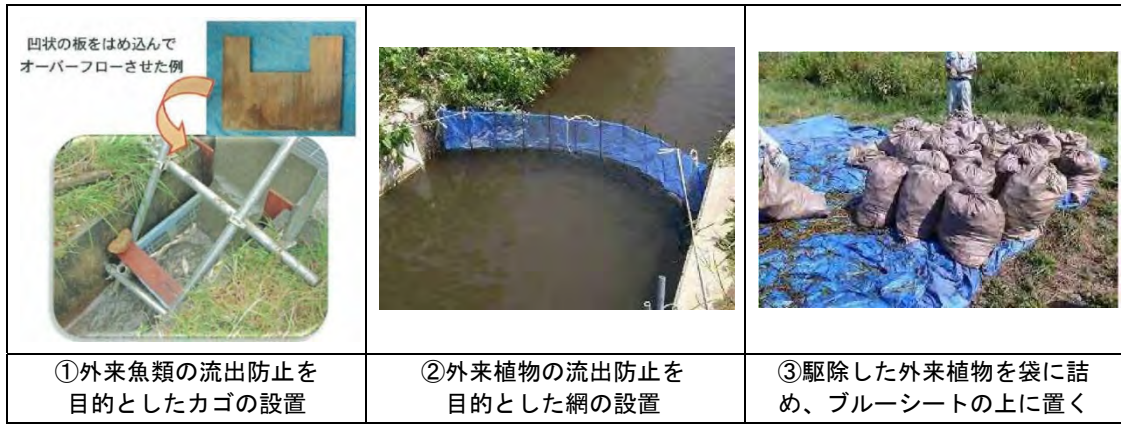 凹状の板をはめ込んで
オーバーフローさせた例
①外来魚類の流出防止を
目的としたカゴの設置
②外来植物の流出防止を
目的とした網の設置
③駆除した外来植物を袋に詰
め、ブルーシートの上に置く